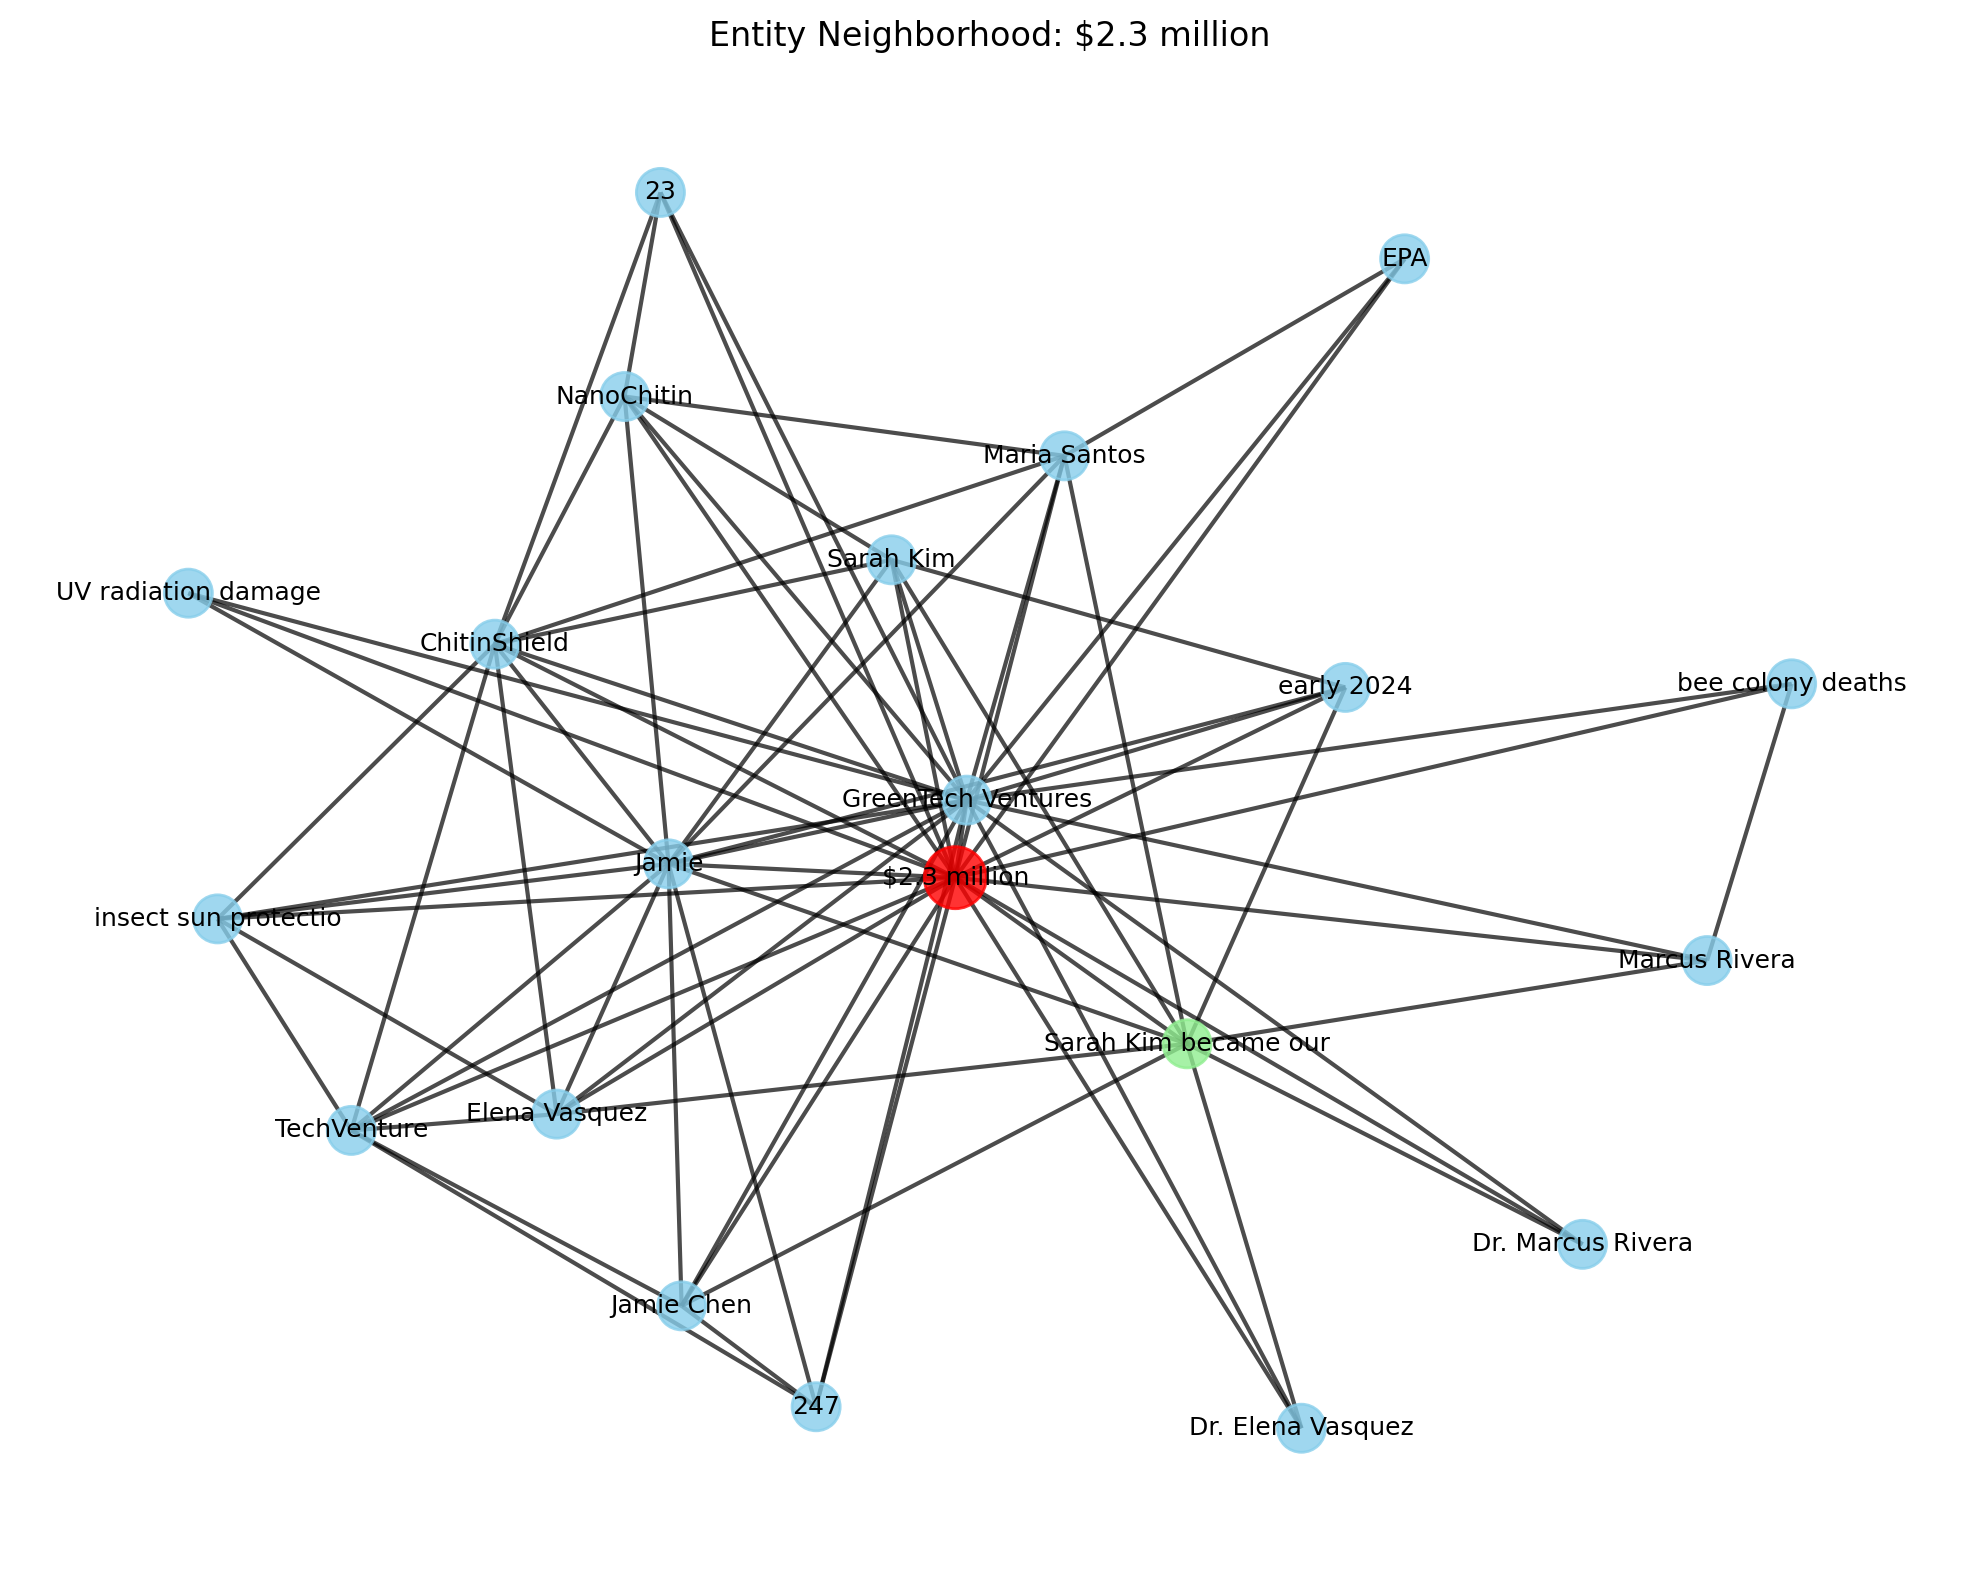 Entity Neighborhood: $2.3 million
23
EPA
NanoChitin
Maria Santos
Sarah Kim
UV radiation damage
ChitinShield
early 2024
bee colony deaths
GreenTech Ventures
Jamie
$2.3 million
insect sun protectio
Marcus Rivera
Sarah Kim became our
Elena Vasquez
TechVenture
Dr. Marcus Rivera
Jamie Chen
247
Dr. Elena Vasquez